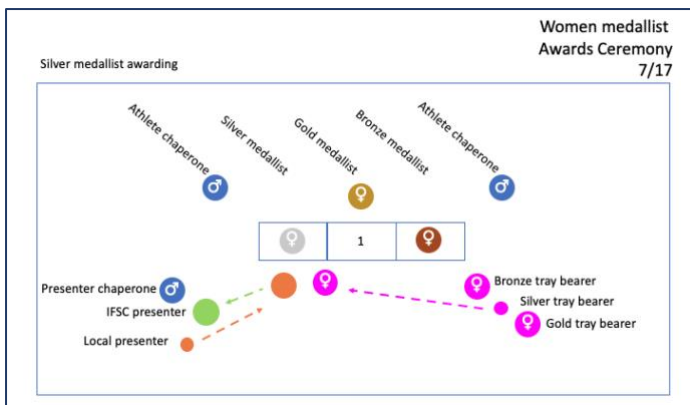 Women medallist
Awards Ceremony
7/17
Silver medallist awarding
Athlete chaperone
Silver medallist
Gold medallist
Bronze medallist
Athlete chaperone
1
Presenter chaperone
IFSC presenter
Local presenter
Bronze tray bearer
Silver tray bearer
Gold tray bearer